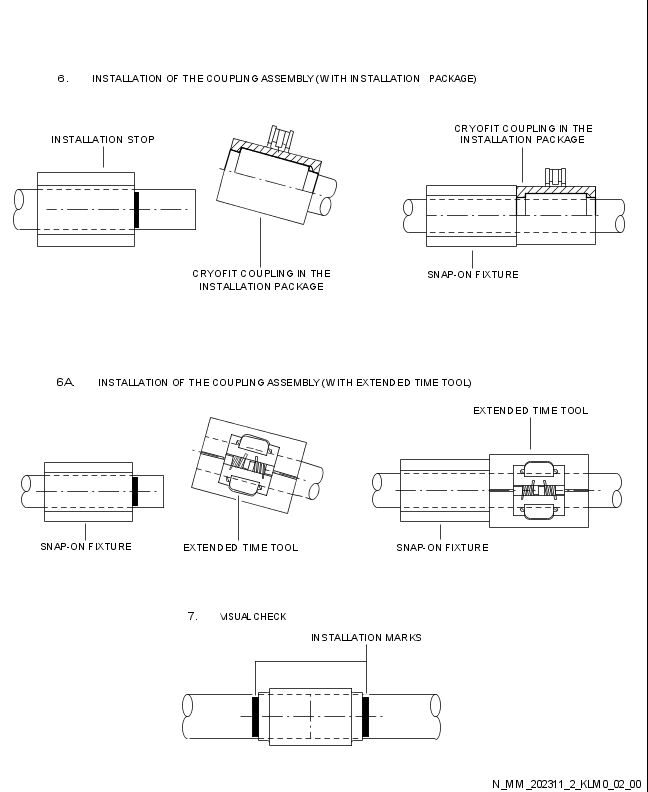 6. INSTALLATION OF THE COUPLING ASSEMBLY (WITH INSTALLATION PACKAGE)
INSTALLATION STOP
CRYOFIT COUPLING IN THE
INSTALLATION PACKAGE
CRYOFIT COUPLING IN THE
INSTALLATION PACKAGE
SNAP-ON FIXTURE
6A. INSTALLATION OF THE COUPLING ASSEMBLY (WITH EXTENDED TIME TOOL)
EXTENDED TIME TOOL
SNAP-ON FIXTURE
EXTENDED TIME TOOL
SNAP-ON FIXTURE
7. VISUAL CHECK
INSTALLATION MARKS
N_MM_202311_2_KLM0_02_00